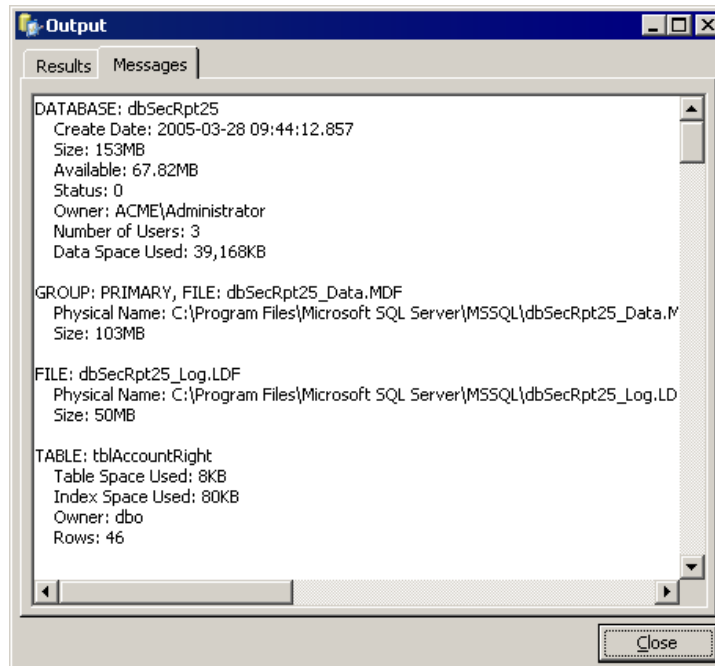 Output
Results Messages
DATABASE: dbSecRpt25
Create Date: 2005-03-28 09:44:12.857
Size: 153MB
Available: 67.82MB
Status: 0
Owner: ACME\Administrator
Number of Users: 3
Data Space Used: 39,168KB
GROUP: PRIMARY, FILE: dbSecRpt25_Data.MDF
Physical Name: C:\Program Files\Microsoft SQL Server\MSSQL\dbSecRpt25_Data.M
Size: 103MB
FILE: dbSecRpt25_Log.LDF
Physical Name: C:\Program Files\Microsoft SQL Server\MSSQL\dbSecRpt25_Log.LD
Size: 50MB
TABLE: tblAccountRight
Table Space Used: 8KB
Index Space Used: 80KB
Owner: dbo
Rows: 46
Close